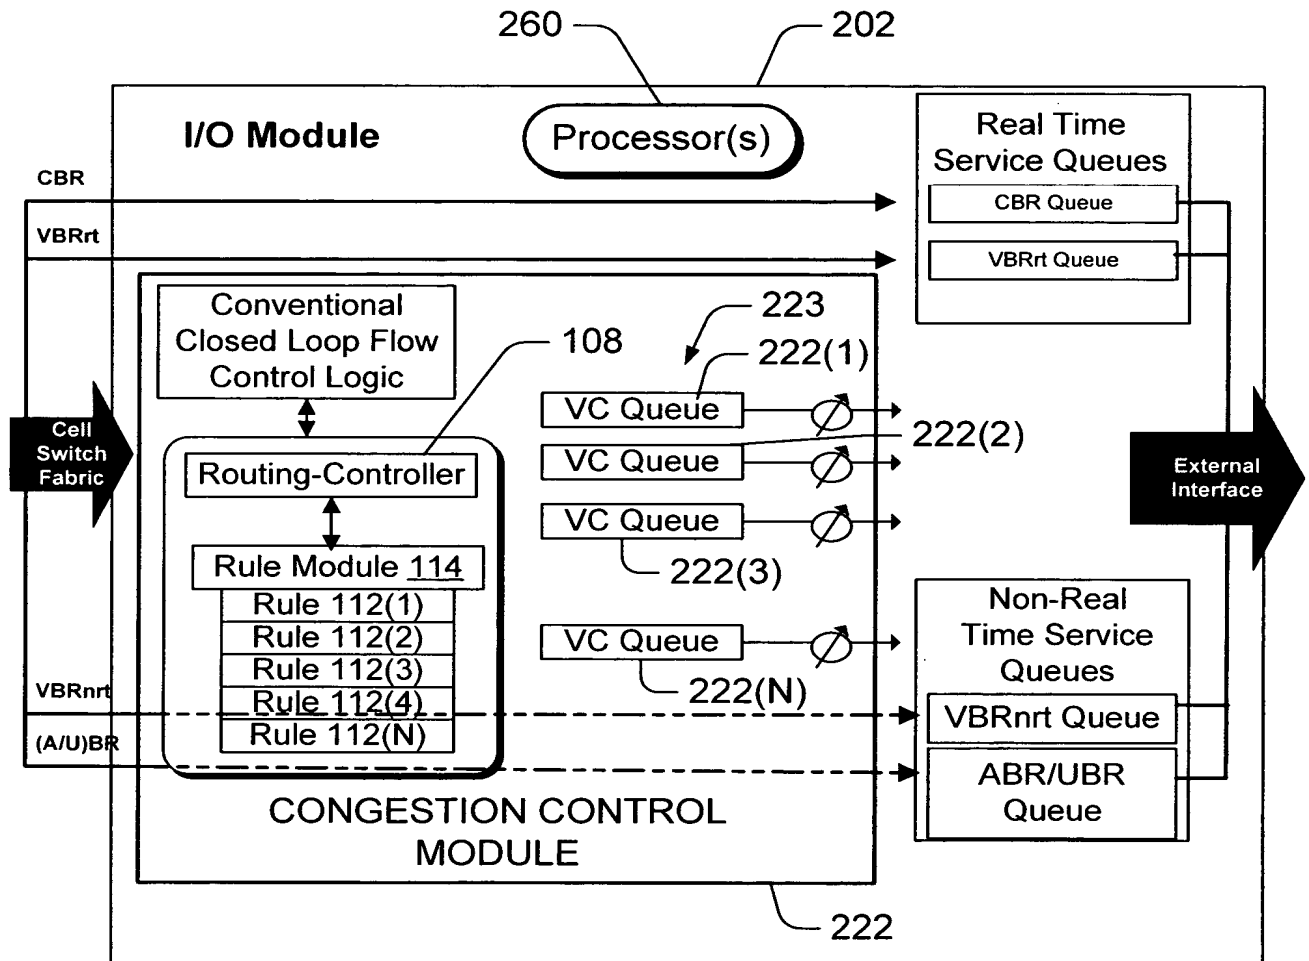 260
202
I/O Module
Processor(s)
Real Time
Service Queues
CBR Queue
VBRrt Queue
CBR
VBRrt
Conventional
Closed Loop Flow
Control Logic
108
223
222(1)
VC Queue
222(2)
VC Queue
VC Queue
222(3)
VC Queue
222(N)
Cell
Switch
Fabric
Routing-Controller
Rule Module 114
Rule 112(1)
Rule 112(2)
Rule 112(3)
Rule 112(4)
Rule 112(N)
External
Interface
Non-Real
Time Service
Queues
VBRnrt Queue
ABR/UBR
Queue
VBRnrt
(A/U)BR
CONGESTION CONTROL
MODULE
222